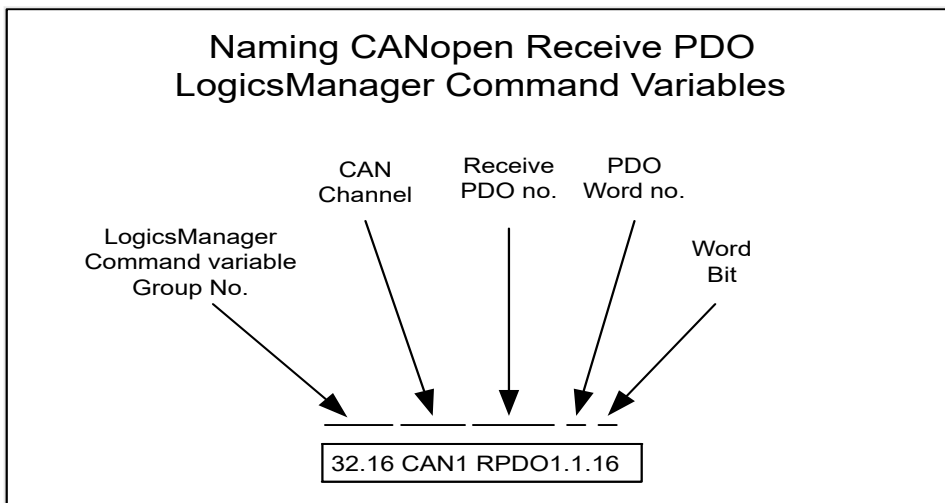 Naming CANopen Receive PDO
LogicsManager Command Variables
CAN
Channel
Receive
PDO no.
PDO
Word no.
LogicsManager
Command variable
Group No.
Word
Bit
32.16 CAN1 RPDO1.1.16